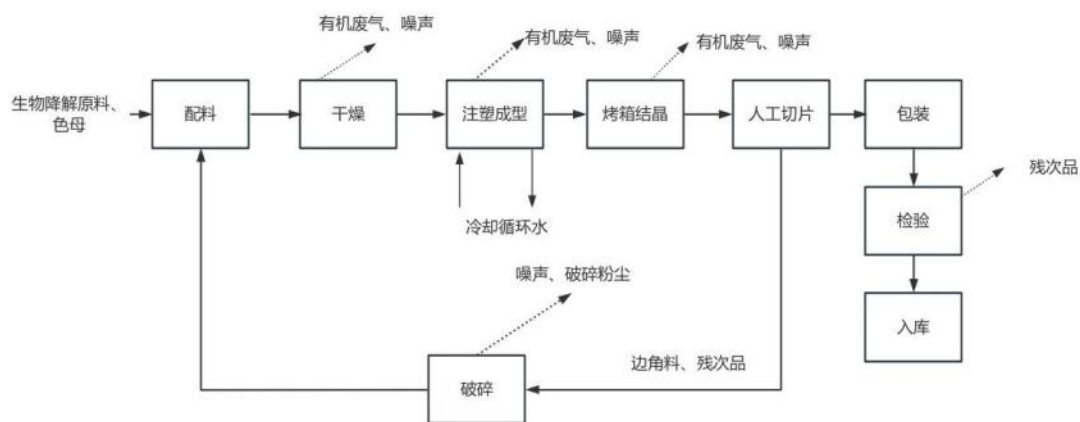 有机废气、噪声
有机废气、噪声
有机废气、噪声
生物降解原料、
色母
配料
干燥
注塑成型
烤箱结晶
人工切片
包装
残次品
检验
冷却循环水
噪声、破碎粉尘
入库
边角料、残次品
破碎